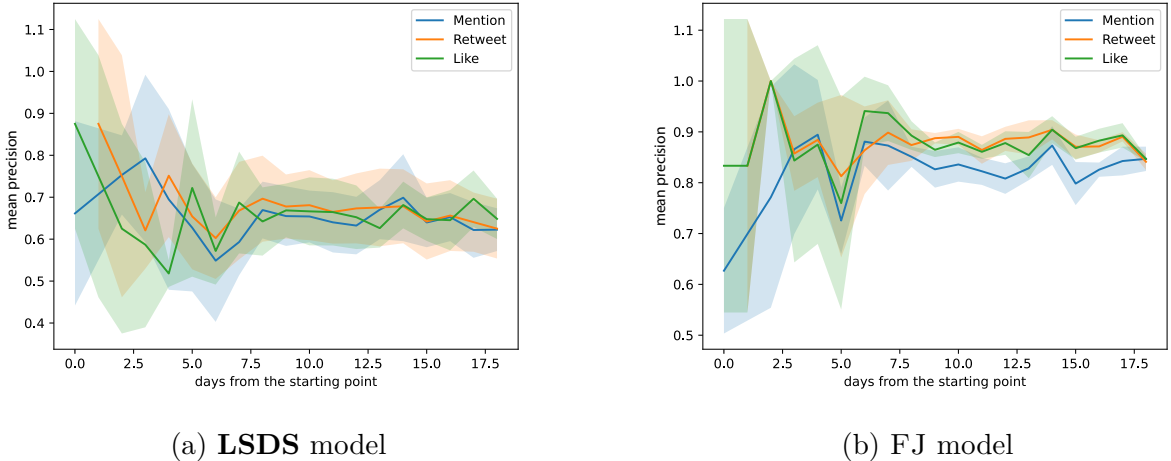 1.1
1.0
0.9
0.8
0.7
0.6
0.5
0.4
mean precision
Mention
Retweet
Like
0.0 2.5 5.0 7.5 10.0 12.5 15.0 17.5
days from the starting point
(a) LSDS model
1.1
1.0
0.9
0.8
0.7
0.6
0.5
mean precision
Mention
Retweet
Like
0.0 2.5 5.0 7.5 10.0 12.5 15.0 17.5
days from the starting point
(b) FJ model